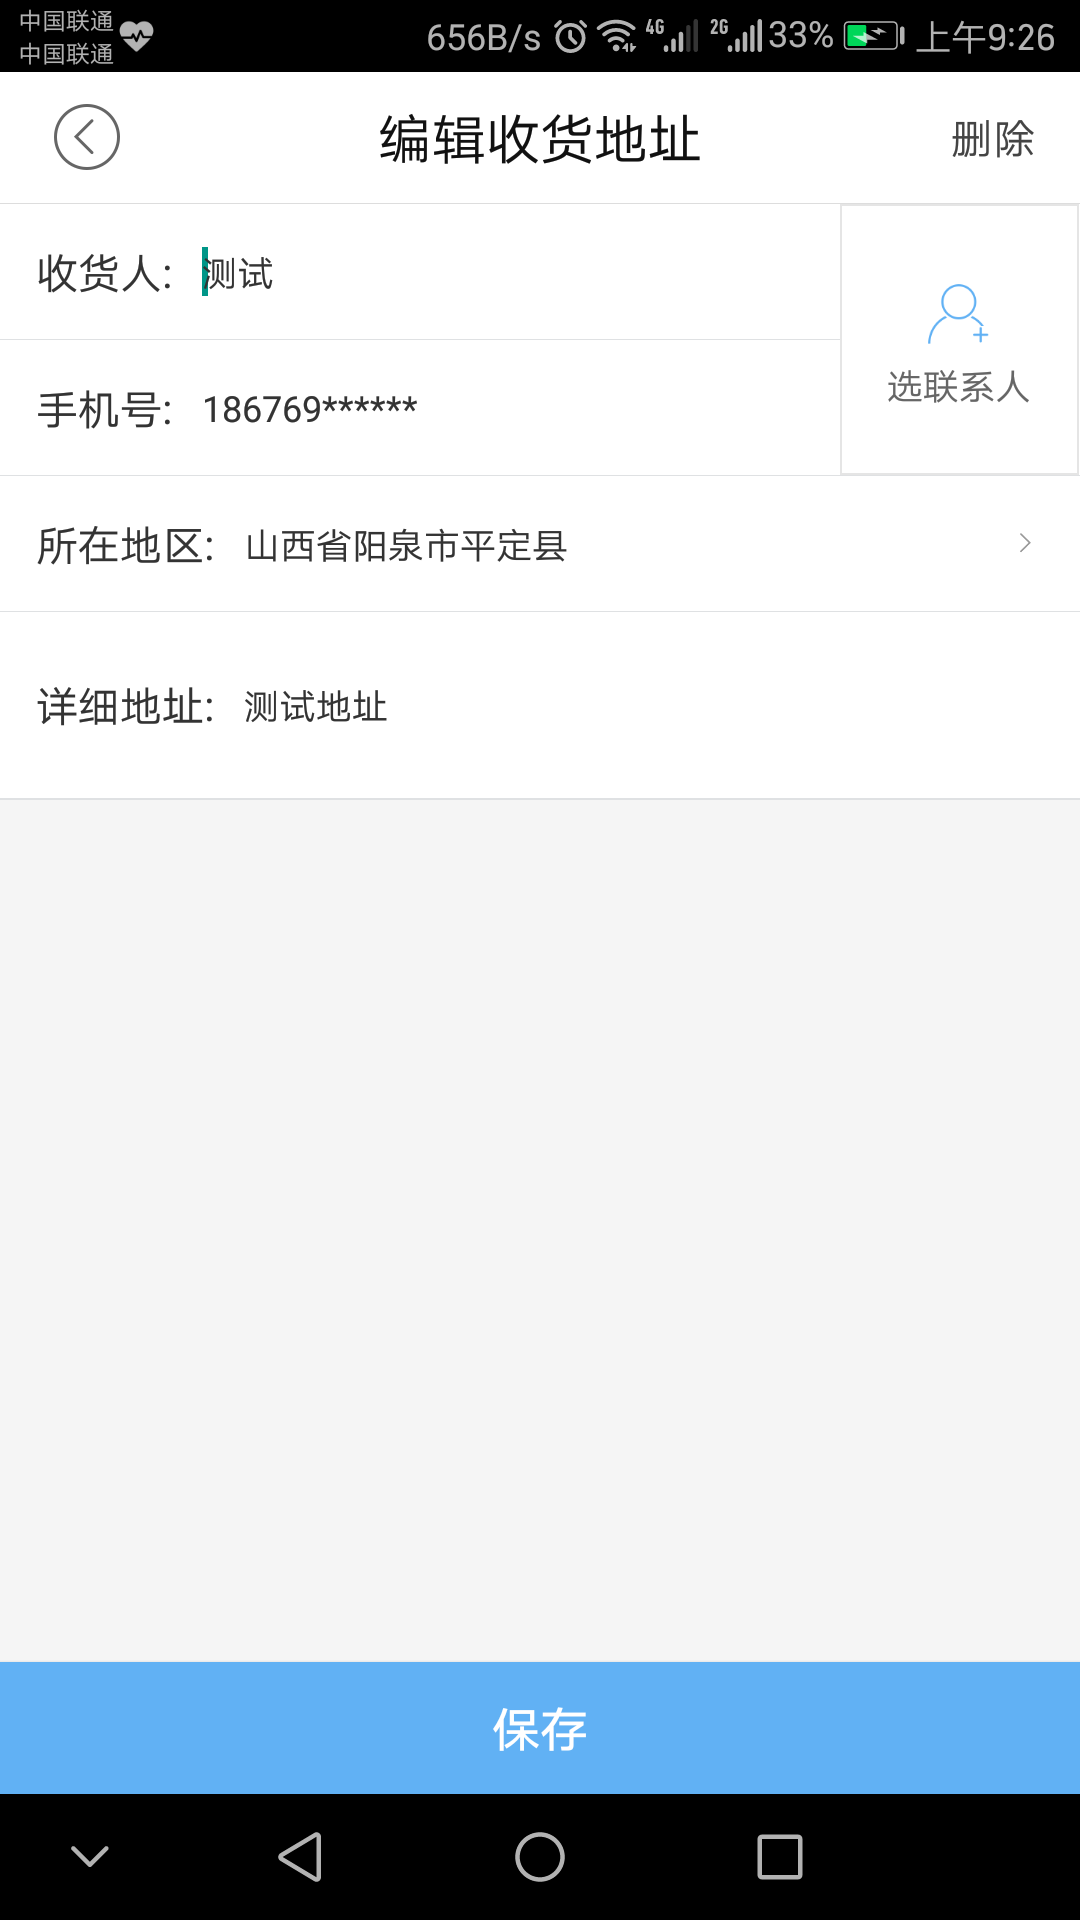 中国联通
中国联通
656B/s 4G 2G 33% 上午9:26
编辑收货地址
删除
收货人: 测试
手机号: 186769******
选联系人
所在地区: 山西省阳泉市平定县
详细地址: 测试地址
保存